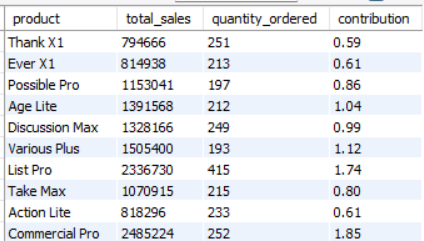 product total_sales quantity_ordered contribution
Thank X1 794666 251 0.59
Ever X1 814938 213 0.61
Possible Pro 1153041 197 0.86
Age Lite 1391568 212 1.04
Discussion Max 1328166 249 0.99
Various Plus 1505400 193 1.12
List Pro 2336730 415 1.74
Take Max 1070915 215 0.80
Action Lite 818296 233 0.61
Commercial Pro 2485224 252 1.85